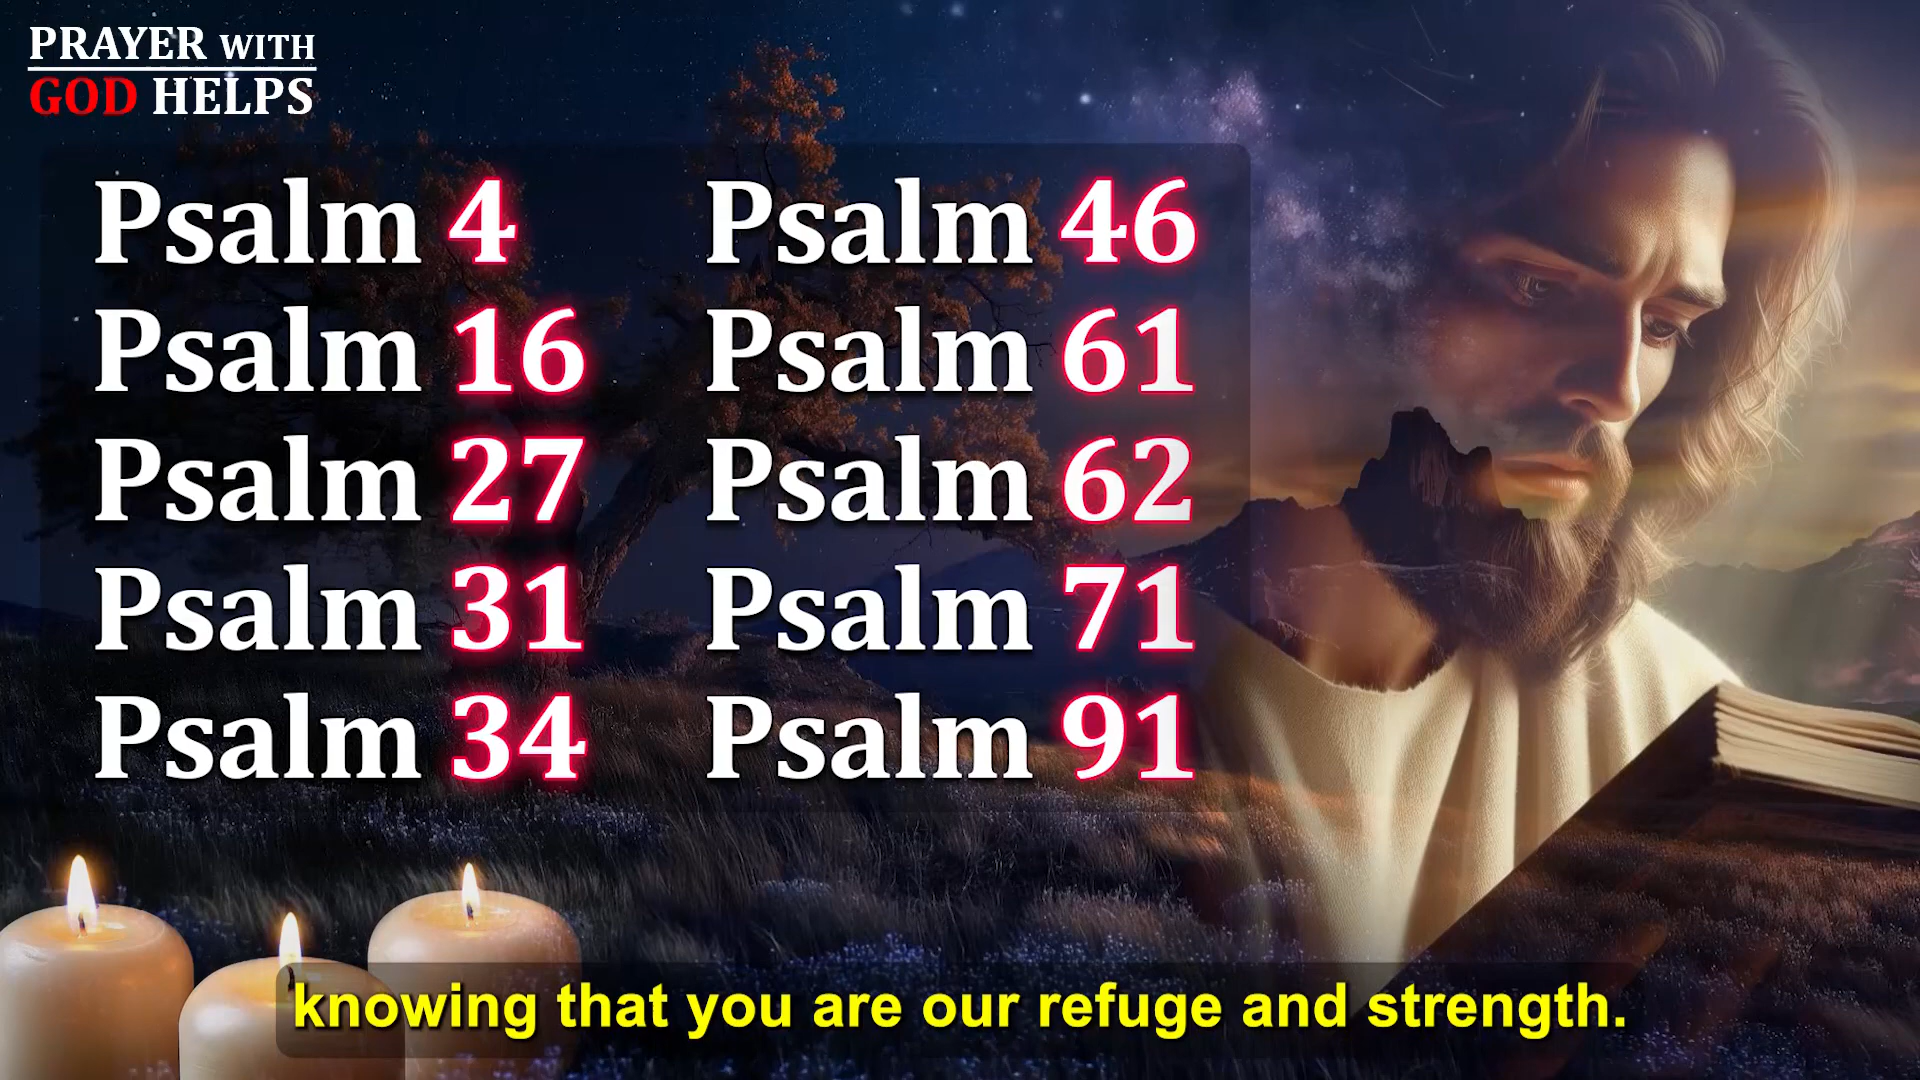 PRAYER WITH
GOD HELPS
Psalm 4
Psalm 16
Psalm 27
Psalm 31
Psalm 34
Psalm 46
Psalm 61
Psalm 62
Psalm 71
Psalm 91
knowing that you are our refuge and strength.